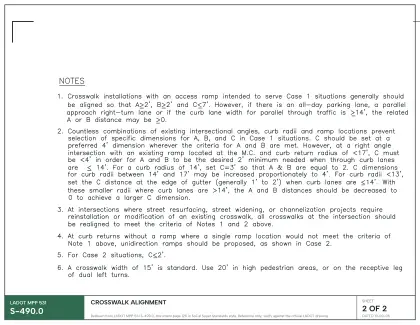 NOTES
1. Crosswalk installations with an access ramp intended to serve Case 1 situations generally should
be aligned so that A≥2', B≥2' and C≤7'. However, if there is an all-day parking lane, a parallel
approach right-turn lane or if the curb lane width for parallel through traffic is ≥14', the related
A or B distance may be ≥0.
2. Countless combinations of existing intersectional angles, curb radii and ramp locations prevent
selection of specific dimensions for A, B, and C in Case 1 situations. C should be set at a
preferred 4' dimension wherever the criteria for A and B are met. However, at a right angle
intersection with an existing ramp located at the M.C. and curb return radius of <17', C must
be <4' in order for A and B to be the desired 2' minimum needed when through curb lanes
are ≤ 14'. For a curb radius of 14', set C=3' so that A & B are equal to 2. C dimensions
for curb radii between 14' and 17' may be increased proportionately to 4'. For curb radii <13',
set the C distance at the edge of gutter (generally 1' to 2') when curb lanes are ≤14'. With
these smaller radii where curb lanes are >14', the A and B distances should be decreased to
0 to achieve a larger C dimension.
3. At intersections where street resurfacing, street widening, or channelization projects require
reinstallation or modification of an existing crosswalk, all crosswalks at the intersection should
be realigned to meet the criteria of Notes 1 and 2 above.
4. At curb returns without a ramp where a single ramp location would not meet the criteria of
Note 1 above, unidirection ramps should be proposed, as shown in Case 2.
5. For Case 2 situations, C≤2'.
6. A crosswalk width of 15' is standard. Use 20' in high pedestrian areas, or on the receptive leg
of dual left turns.
LADOT MPP 531
S-490.0
CROSSWALK ALIGNMENT
SHEET
2 OF 2